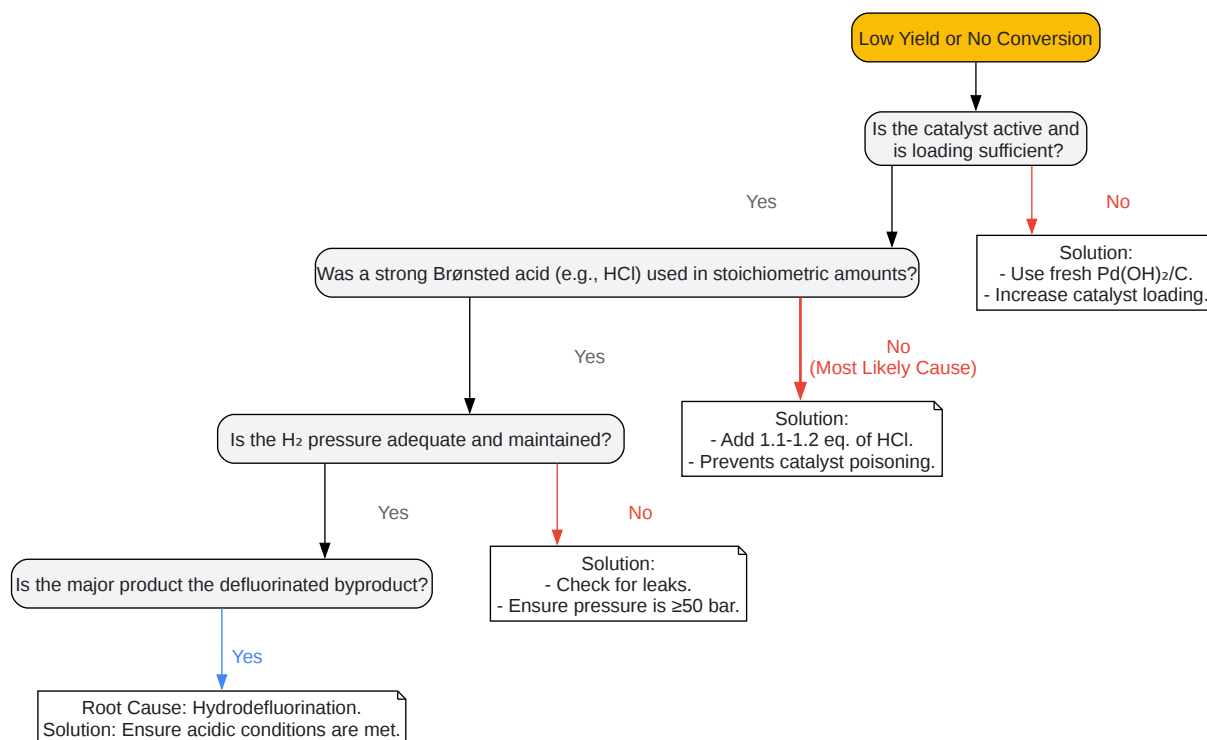 Low Yield or No Conversion
Is the catalyst active and
is loading sufficient?
Yes
No
Solution:
- Use fresh Pd(OH)₂/C.
- Increase catalyst loading.
Was a strong Brønsted acid (e.g., HCl) used in stoichiometric amounts?
Yes
No
(Most Likely Cause)
Solution:
- Add 1.1-1.2 eq. of HCl.
- Prevents catalyst poisoning.
Is the H₂ pressure adequate and maintained?
Yes
No
Solution:
- Check for leaks.
- Ensure pressure is ≥50 bar.
Is the major product the defluorinated byproduct?
Yes
Root Cause: Hydrodefluorination.
Solution: Ensure acidic conditions are met.